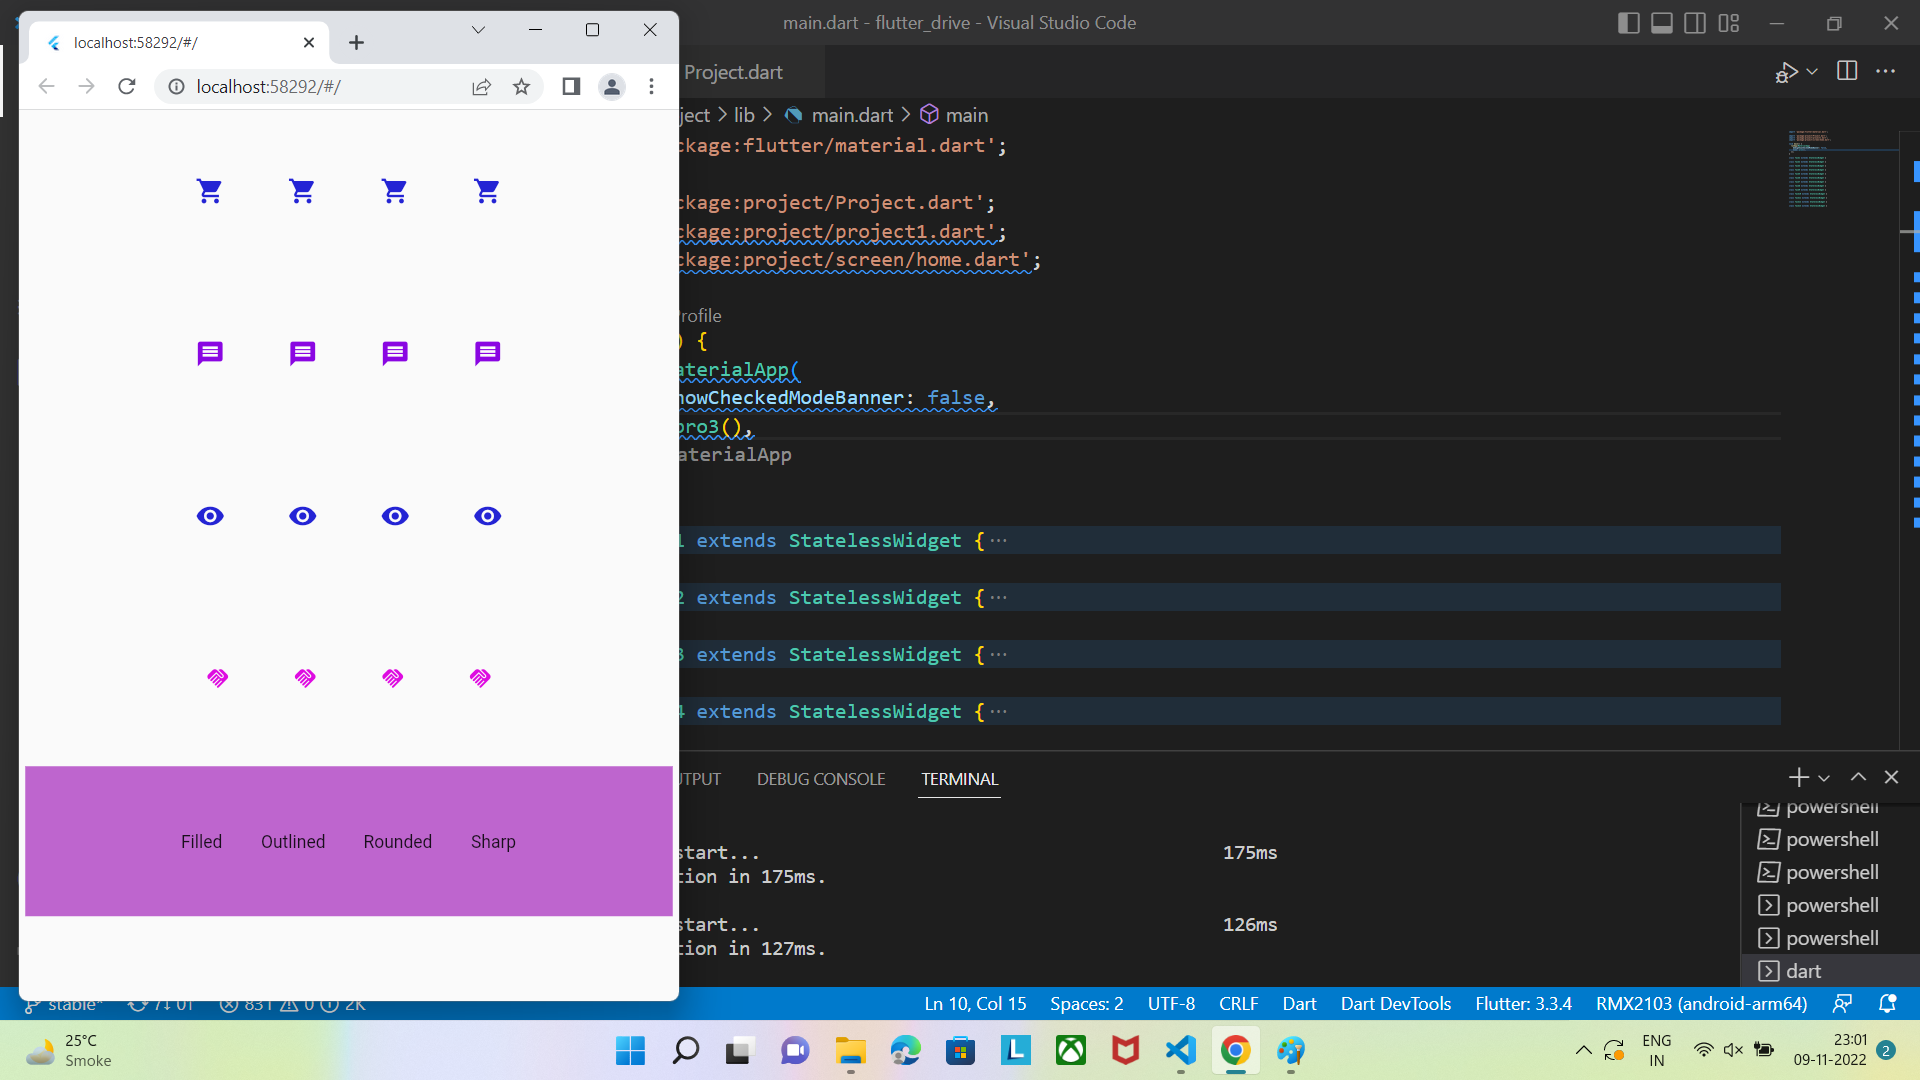 localhost:58292/#/
localhost:58292/#/
Filled Outlined Rounded Sharp
main.dart - flutter_drive - Visual Studio Code
Project.dart
ject > lib > main.dart > main
ckage:flutter/material.dart';
ckage:project/Project.dart';
ckage:project/project1.dart';
ckage:project/screen/home.dart';
rofile
) {
aterialApp(
howCheckedModeBanner: false,
pro3(),
aterialApp
1 extends StatelessWidget {···
2 extends StatelessWidget {···
3 extends StatelessWidget {···
4 extends StatelessWidget {···
UTPUT DEBUG CONSOLE TERMINAL
start... 175ms
tion in 175ms.
start... 126ms
tion in 127ms.
powershell
powershell
powershell
powershell
powershell
dart
stable* 831 0 2K Ln 10, Col 15 Spaces: 2 UTF-8 CRLF Dart Dart DevTools Flutter: 3.3.4 RMX2103 (android-arm64)
25°C
Smoke
ENG
IN
23:01
09-11-2022
2